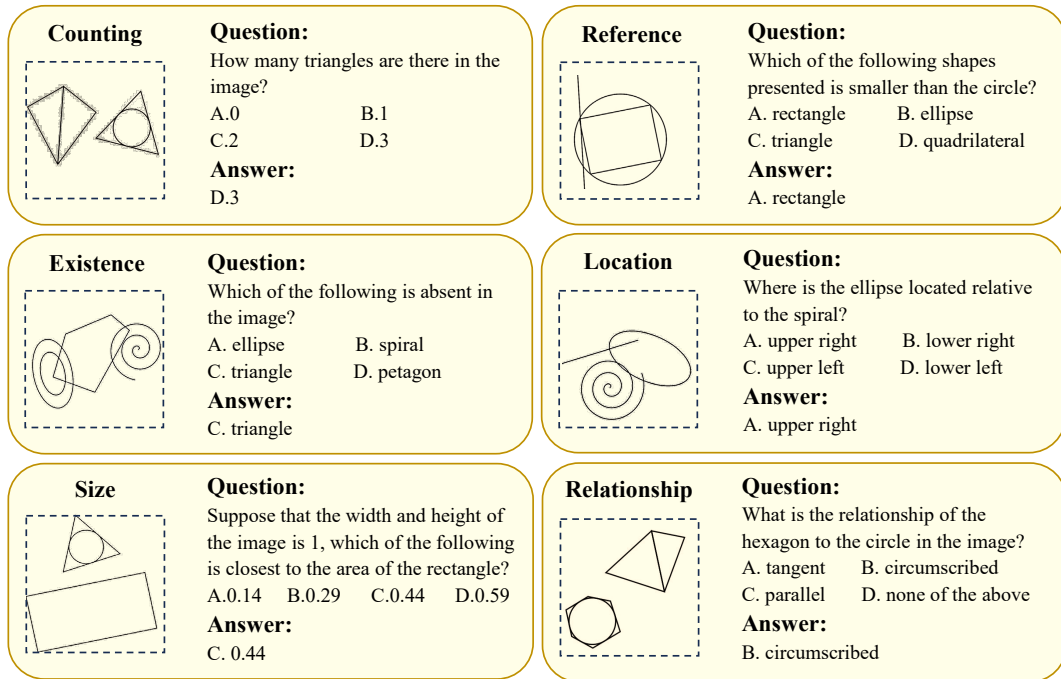 Counting
Question:
How many triangles are there in the
image?
A.0 B.1
C.2 D.3
Answer:
D.3
Reference
Question:
Which of the following shapes
presented is smaller than the circle?
A. rectangle B. ellipse
C. triangle D. quadrilateral
Answer:
A. rectangle
Existence
Question:
Which of the following is absent in
the image?
A. ellipse B. spiral
C. triangle D. petagon
Answer:
C. triangle
Location
Question:
Where is the ellipse located relative
to the spiral?
A. upper right B. lower right
C. upper left D. lower left
Answer:
A. upper right
Size
Question:
Suppose that the width and height of
the image is 1, which of the following
is closest to the area of the rectangle?
A.0.14 B.0.29 C.0.44 D.0.59
Answer:
C. 0.44
Relationship
Question:
What is the relationship of the
hexagon to the circle in the image?
A. tangent B. circumscribed
C. parallel D. none of the above
Answer:
B. circumscribed